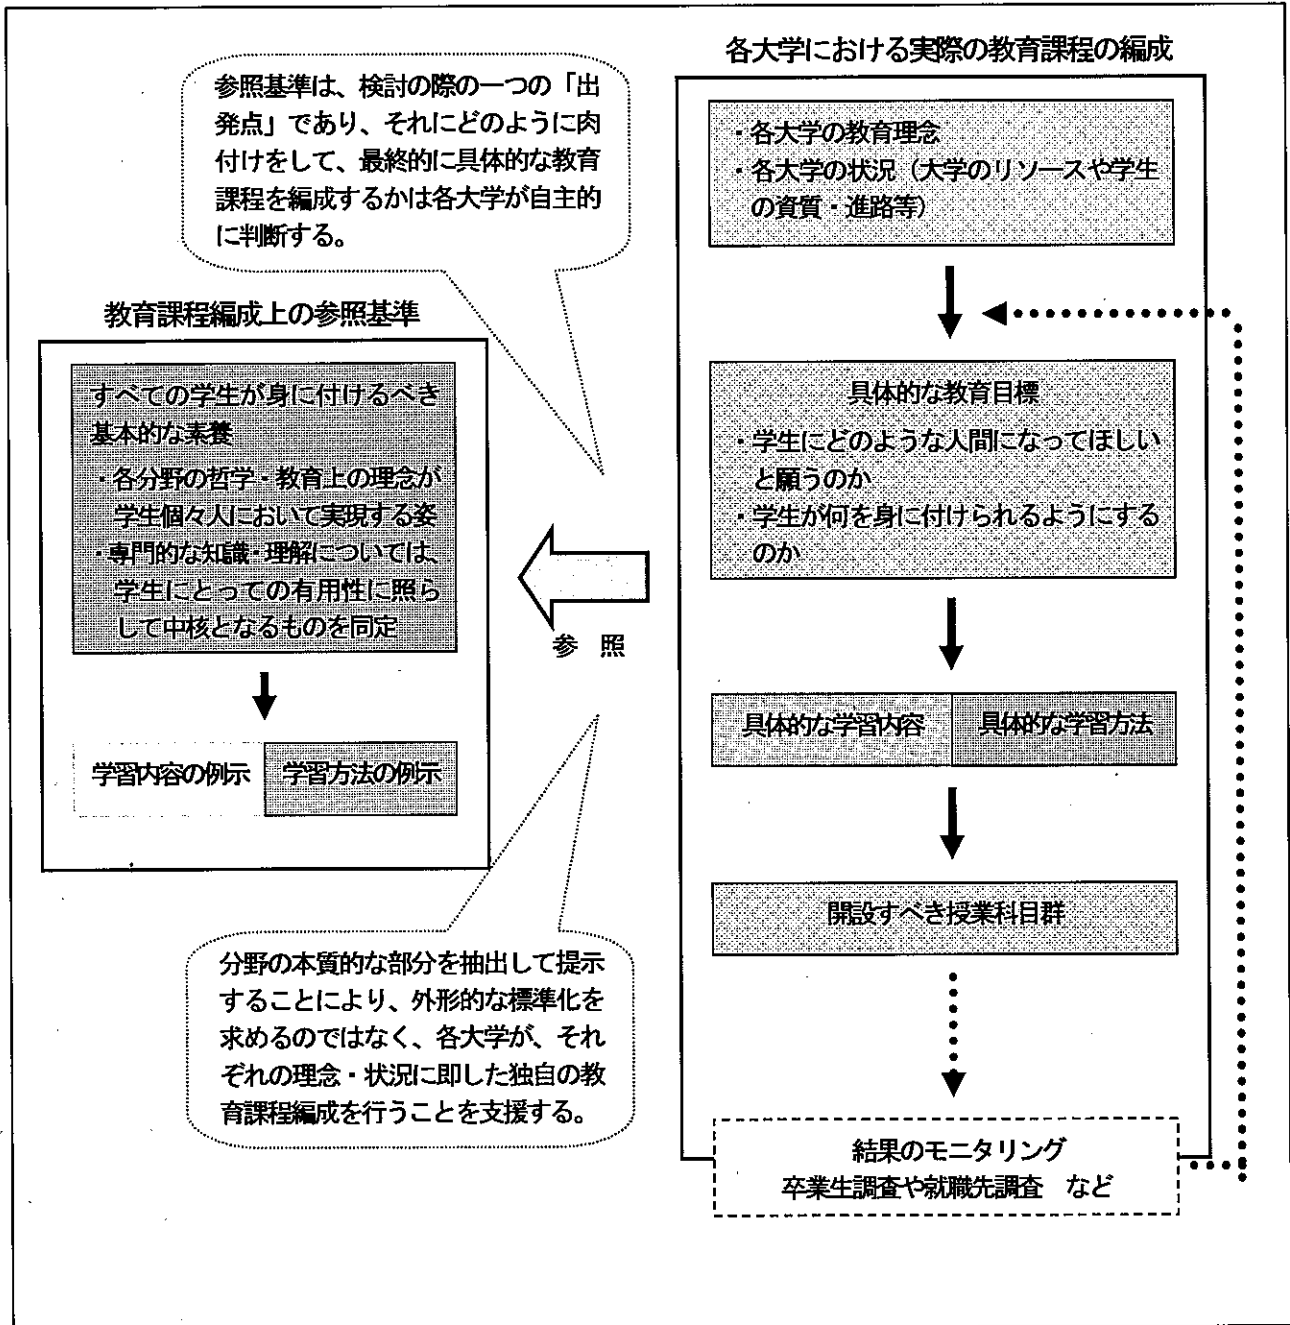 各大学における実際の教育課程の編成
参照基準は、検討の際の一つの「出
発点」であり、それにどのように肉
付けをして、最終的に具体的な教育
課程を編成するかは各大学が自主的
に判断する。
・各大学の教育理念
・各大学の状況（大学のリソースや学生
の資質・進路等）
教育課程編成上の参照基準
すべての学生が身に付けるべき
基本的な素養
・各分野の哲学・教育上の理念が
学生個々人において実現する姿
・専門的な知識・理解については、
学生にとっての有用性に照ら
して中核となるものを同定
学習内容の例示
学習方法の例示
参 照
具体的な教育目標
・学生にどのような人間になってほしい
と願うのか
・学生が何を身に付けられるようにする
のか
具体的な学習内容
具体的な学習方法
開設すべき授業科目群
分野の本質的な部分を抽出して提示
することにより、外形的な標準化を
求めるのではなく、各大学が、それ
ぞれの理念・状況に即した独自の教
育課程編成を行うことを支援する。
結果のモニタリング
卒業生調査や就職先調査　など